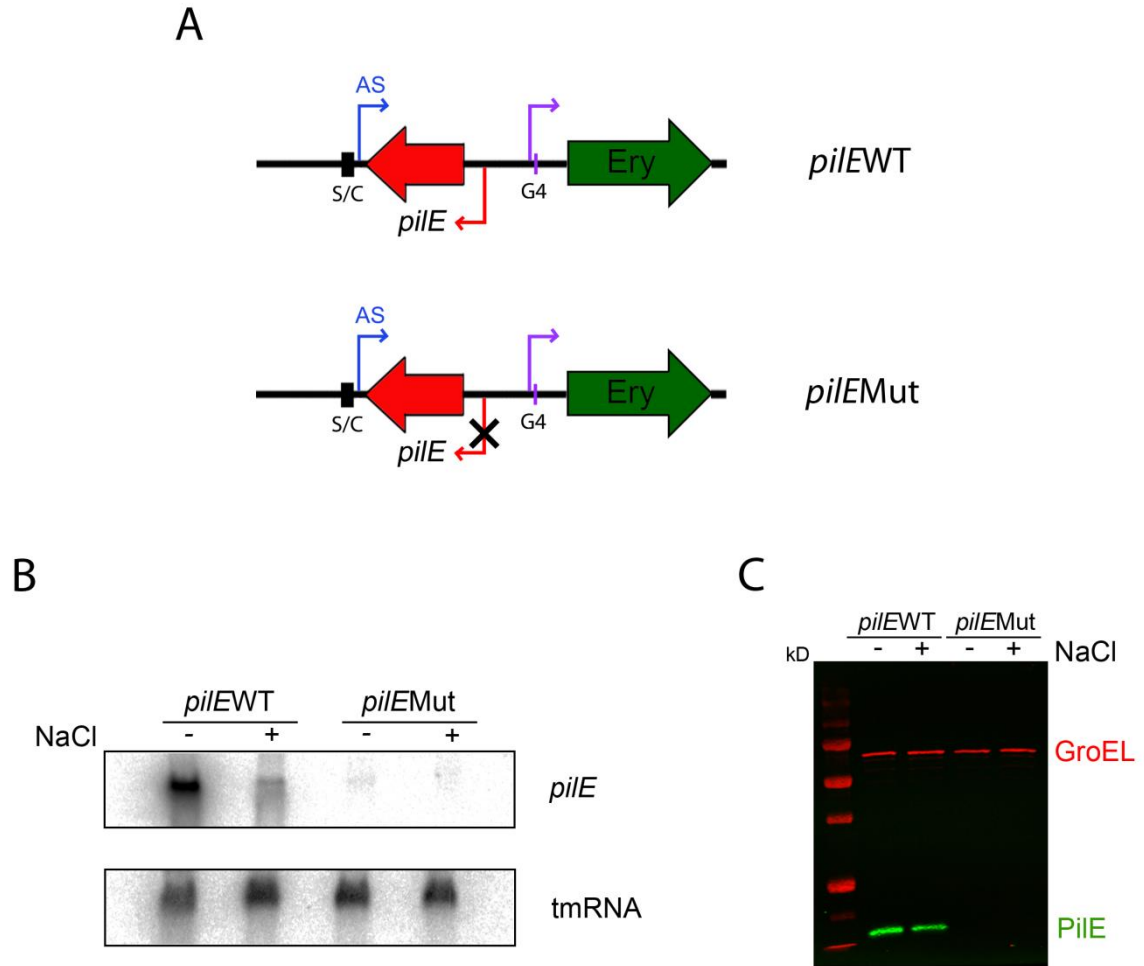 A
AS
Ery
pilEWT
S/C
G4
pilE
AS
Ery
pilEMut
S/C
G4
pilE
B
pilEWT pilEMut
NaCl - + - +
pilE
tmRNA
C
pilEWT pilEMut
kD - + - + NaCl
GroEL
PilE